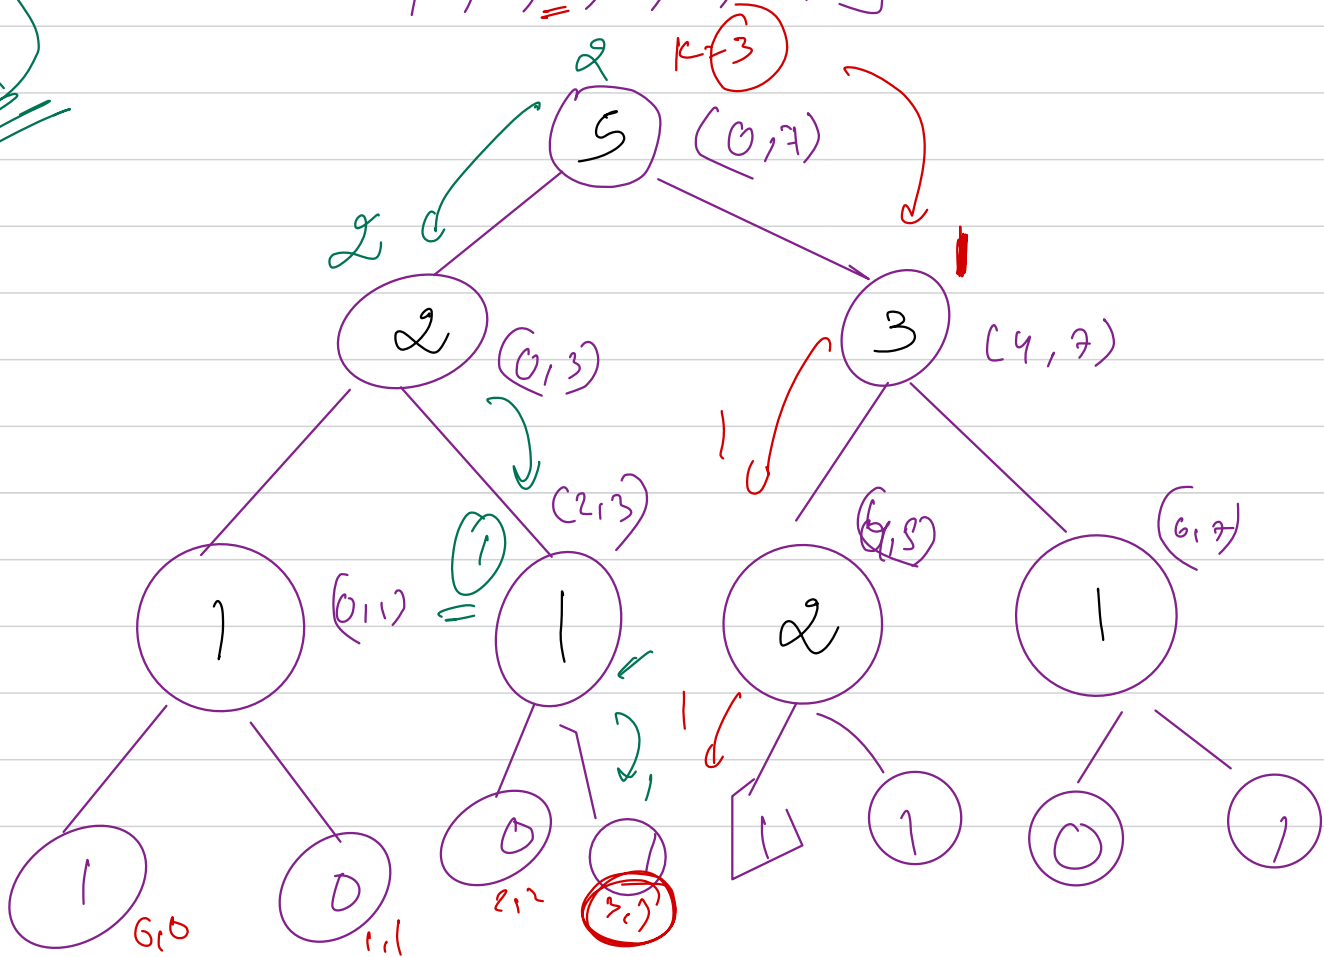 2 K=3
5 (0,7)
2 1
2 (0,3) 3 (4,7)
1
(2,3) (4,5) (6,7)
1
1 (0,1) 1 2 1
1
1
1 0 0 1 1 1 0 1
0,0 1,1 2,2 3,3